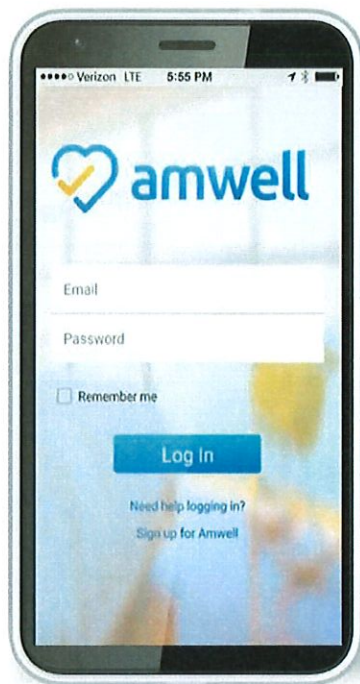 Verizon LTE 5:55 PM
amwell
Email
Password
Remember me
Log In
Need help logging in?
Sign up for Amwell